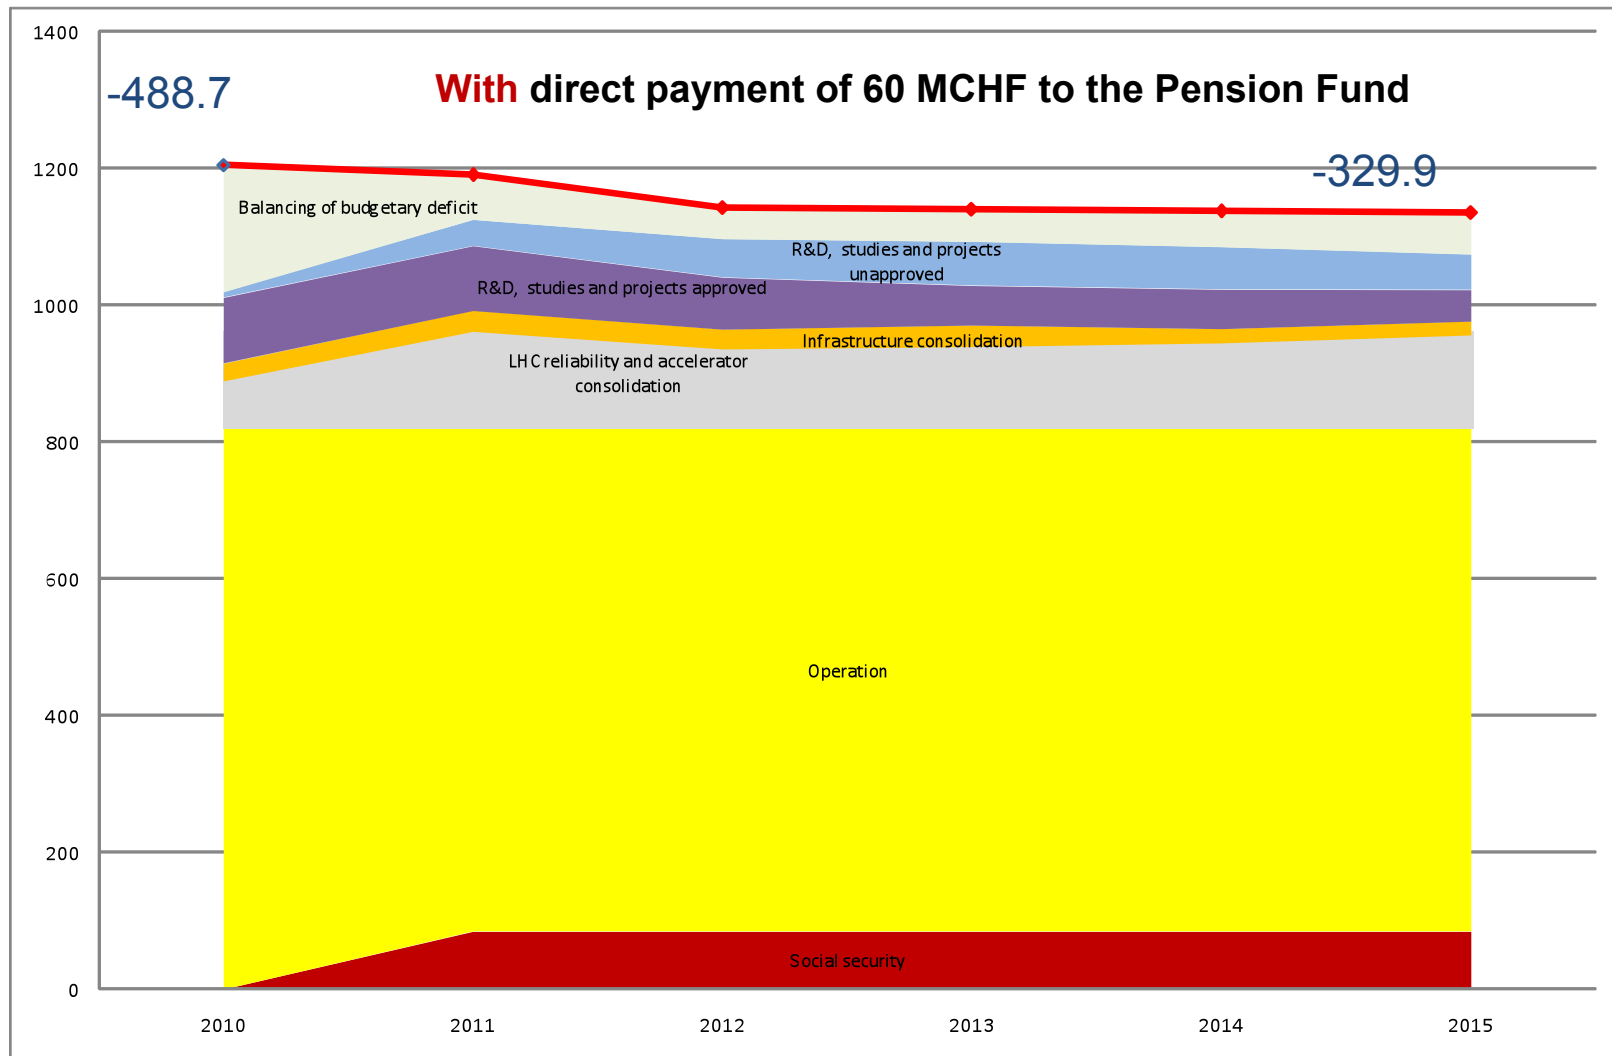 1400
-488.7
With direct payment of 60 MCHF to the Pension Fund
1200
-329.9
Balancing of budgetary deficit
R&D, studies and projects
unapproved
R&D, studies and projects approved
1000
Infrastructure consolidation
LHC reliability and accelerator
consolidation
800
600
Operation
400
200
Social security
0
2010 2011 2012 2013 2014 2015